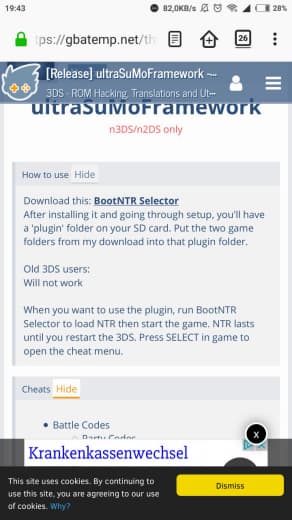 19:43
82,0KB/s
28%
tps://gbatemp.net/th
26
[Release] ultraSuMoFramework ~-
3DS - ROM Hacking, Translations and Ut--
ultraSuMoFramework
n3DS/n2DS only
How to use Hide
Download this: BootNTR Selector
After installing it and going through setup, you'll have
a 'plugin' folder on your SD card. Put the two game
folders from my download into that plugin folder.
Old 3DS users:
Will not work
When you want to use the plugin, run BootNTR
Selector to load NTR then start the game. NTR lasts
until you restart the 3DS. Press SELECT in game to
open the cheat menu.
Cheats Hide
Battle Codes
Party Codes
X
Krankenkassenwechsel
This site uses cookies. By continuing to
use this site, you are agreeing to our use
of cookies. Why?
Dismiss